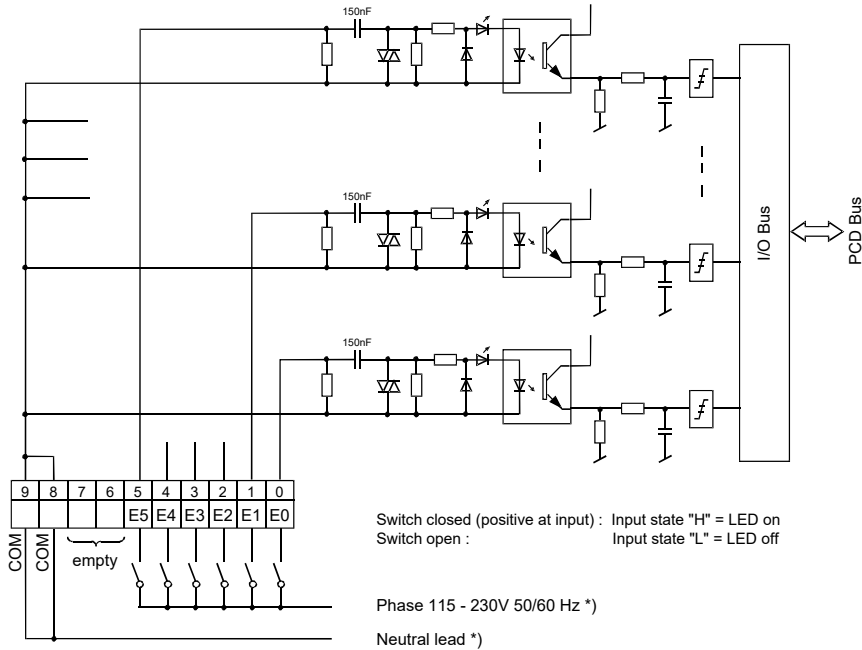 150nF
150nF
I/O Bus
PCD Bus
150nF
9 8 7 6 5 4 3 2 1 0
E5 E4 E3 E2 E1 E0
COM
COM
empty
Switch closed (positive at input) : Input state "H" = LED on
Switch open : Input state "L" = LED off
Phase 115 - 230V 50/60 Hz *)
Neutral lead *)